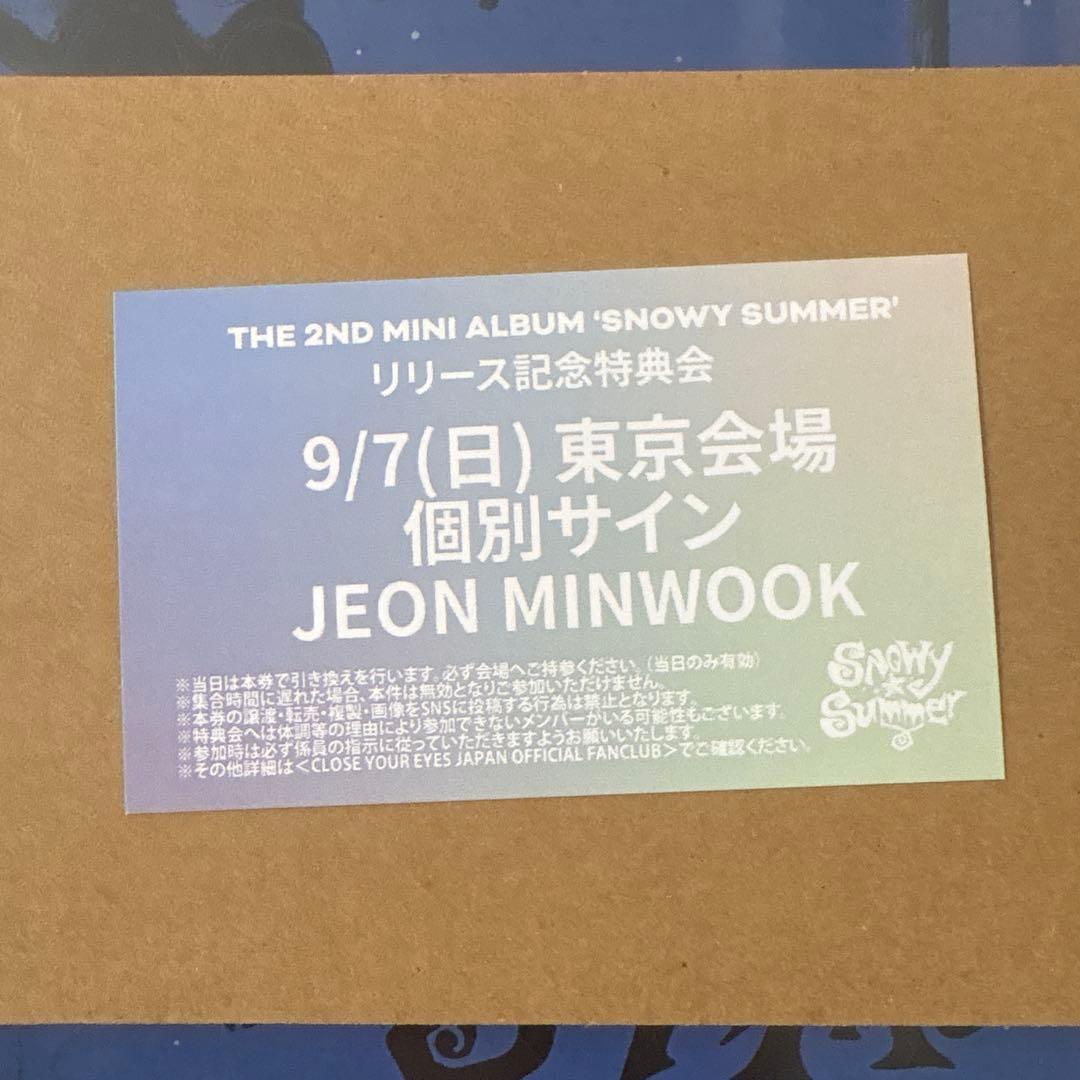 THE 2ND MINI ALBUM ‘SNOWY SUMMER’
リリース記念特典会
9/7(日) 東京会場
個別サイン
JEON MINWOOK
※当日は本券で引き換えを行います。必ず会場へご持参ください。(当日のみ有効)
※集合時間に遅れた場合、本件は無効となりご参加いただけません。
※本券の譲渡・転売・複製・画像をSNSに投稿する行為は禁止となります。
※特典会へは体調等の理由により参加できないメンバーがいる可能性もございます。
※参加時は必ず係員の指示に従っていただきますようお願いいたします。
※その他詳細は<CLOSE YOUR EYES JAPAN OFFICIAL FANCLUB>でご確認ください。
Snowy
Summer